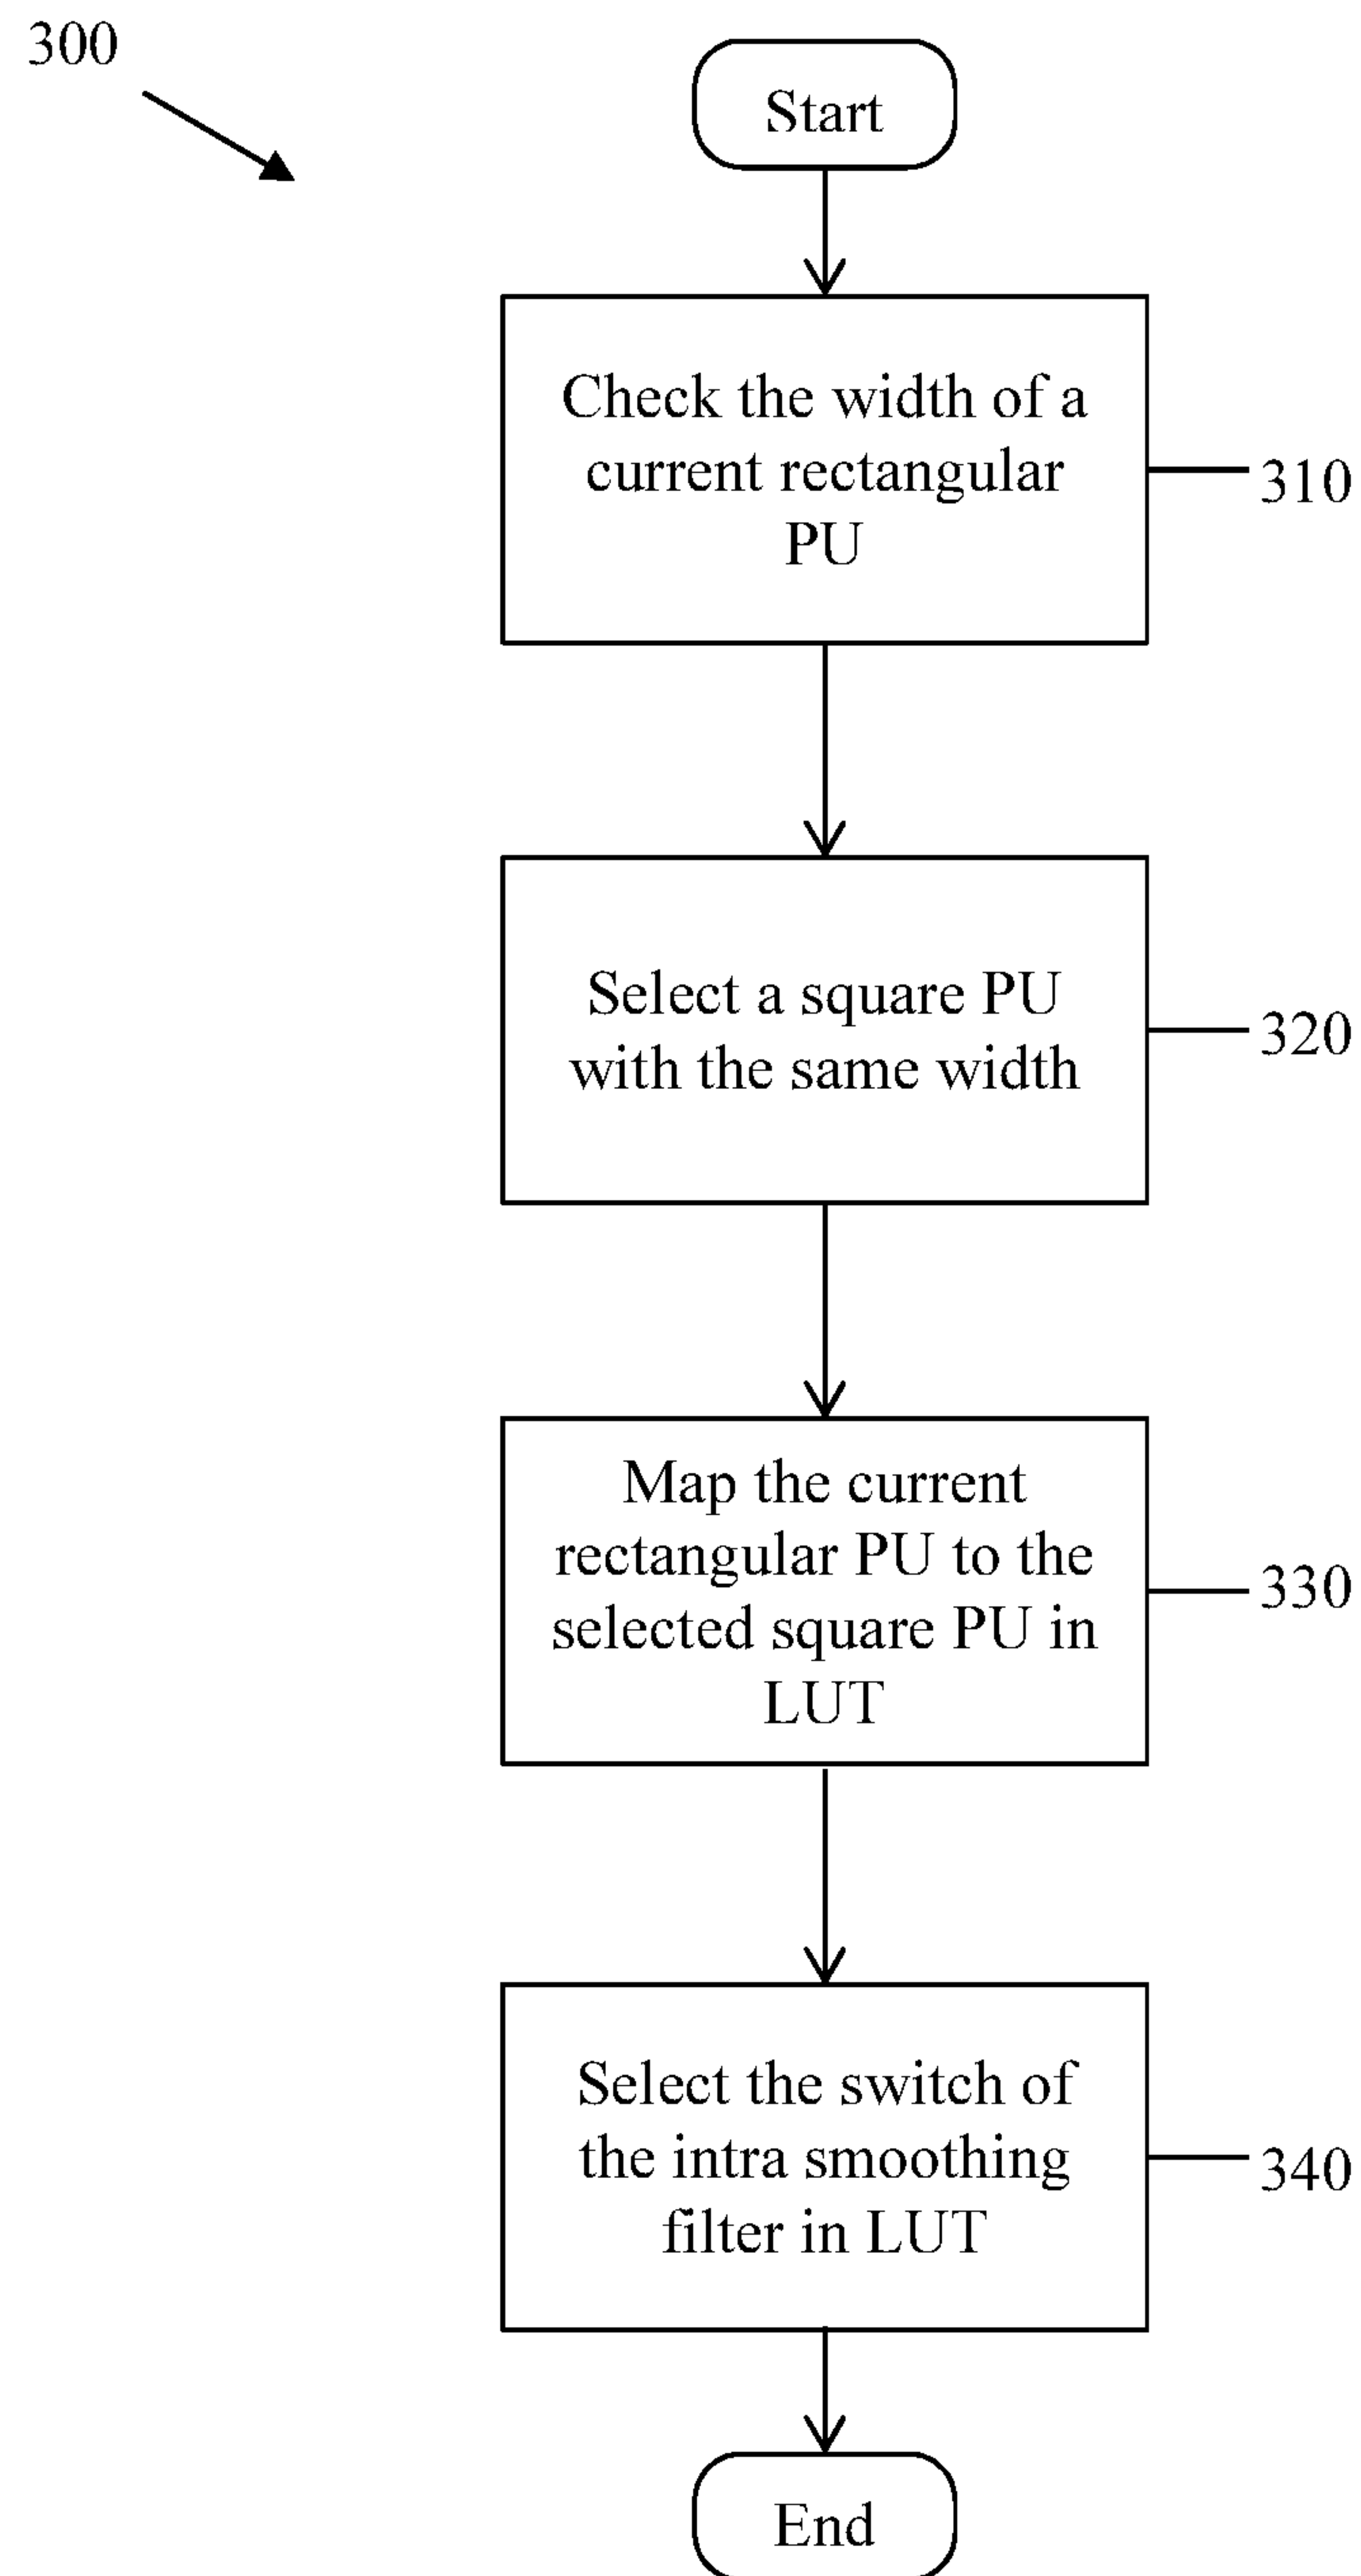 300
Start
Check the width of a
current rectangular
PU
310
Select a square PU
with the same width
320
Map the current
rectangular PU to the
selected square PU in
LUT
330
Select the switch of
the intra smoothing
filter in LUT
340
End